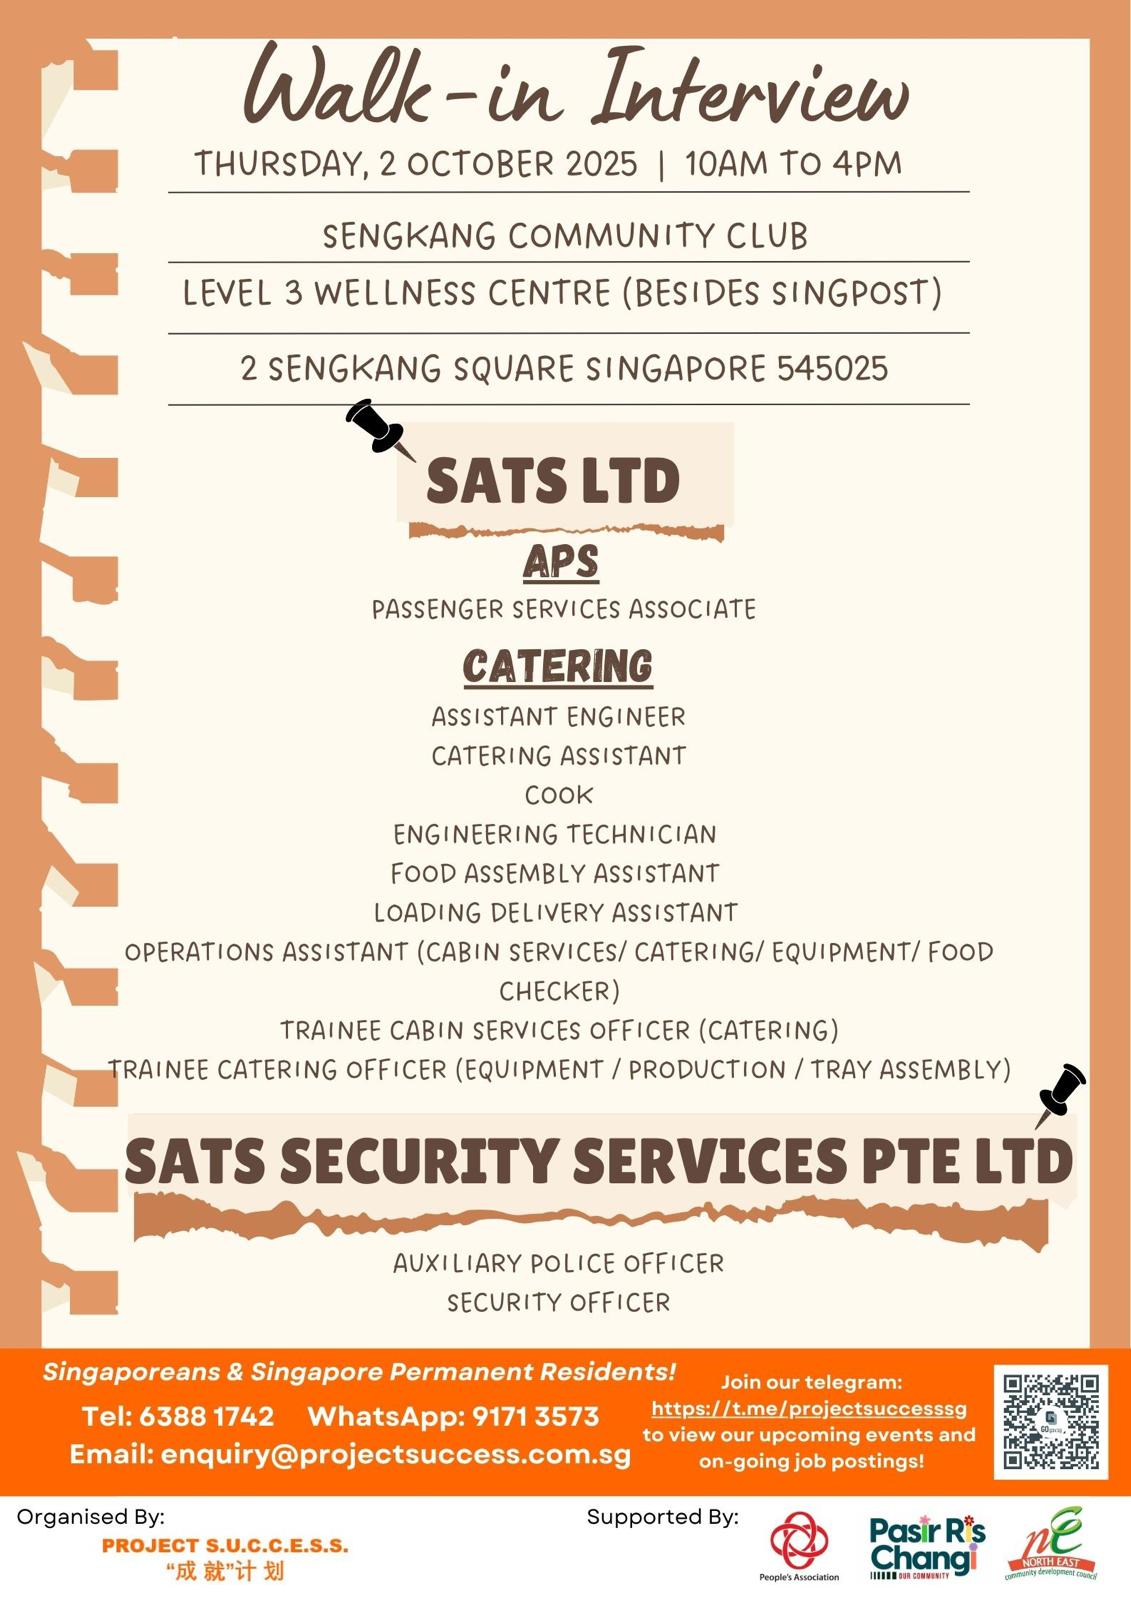 Walk-in Interview
THURSDAY, 2 OCTOBER 2025 | 10AM TO 4PM
SENGKANG COMMUNITY CLUB
LEVEL 3 WELLNESS CENTRE (BESIDES SINGPOST)
2 SENGKANG SQUARE SINGAPORE 545025
SATS LTD
APS
PASSENGER SERVICES ASSOCIATE
CATERING
ASSISTANT ENGINEER
CATERING ASSISTANT
COOK
ENGINEERING TECHNICIAN
FOOD ASSEMBLY ASSISTANT
LOADING DELIVERY ASSISTANT
OPERATIONS ASSISTANT (CABIN SERVICES/ CATERING/ EQUIPMENT/ FOOD
CHECKER)
TRAINEE CABIN SERVICES OFFICER (CATERING)
TRAINEE CATERING OFFICER (EQUIPMENT / PRODUCTION / TRAY ASSEMBLY)
SATS SECURITY SERVICES PTE LTD
AUXILIARY POLICE OFFICER
SECURITY OFFICER
Singaporeans & Singapore Permanent Residents!
Tel: 6388 1742 WhatsApp: 9171 3573
Email: enquiry@projectsuccess.com.sg
Join our telegram:
https://t.me/projectsuccesssg
to view our upcoming events and
on-going job postings!
GO.gov.sg
Organised By:
PROJECT S.U.C.C.E.S.S.
“成 就”计 划
Supported By:
People's Association
Pasir Ris
Changi
OUR COMMUNITY
nE
NORTH EAST
community development council